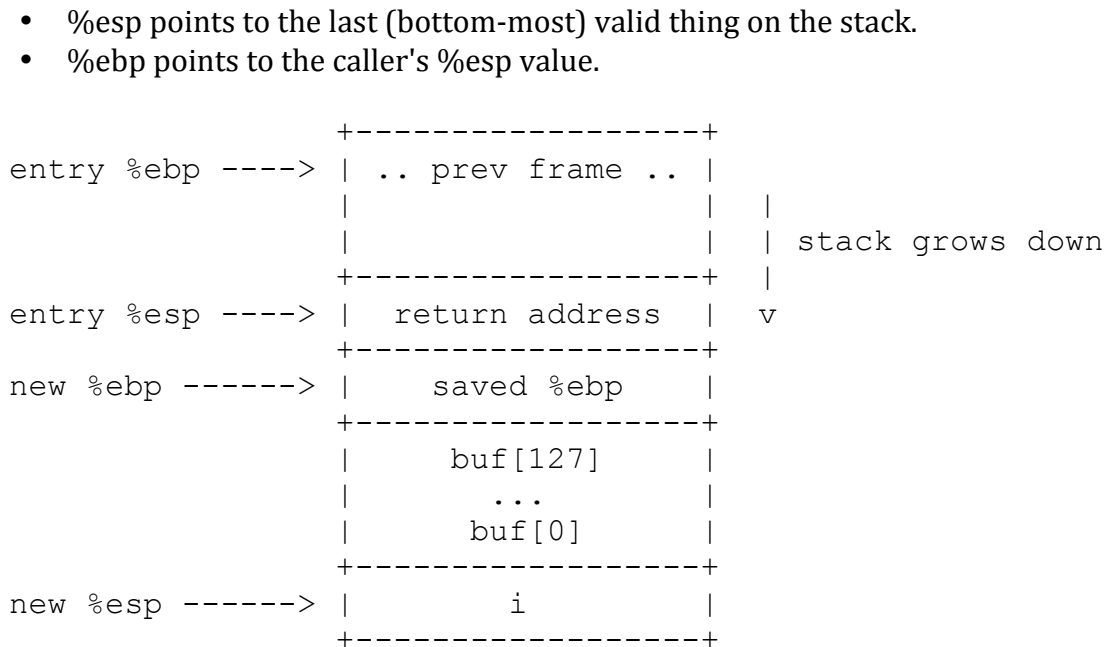 • %esp points to the last (bottom-most) valid thing on the stack.
• %ebp points to the caller's %esp value.
                 +------------------+
entry %ebp ----> | .. prev frame .. |
                 |                  |  |
                 |                  |  | stack grows down
                 +------------------+  |
entry %esp ----> |  return address  |  v
                 +------------------+
new %ebp ------> |    saved %ebp    |
                 +------------------+
                 |     buf[127]     |
                 |       ...        |
                 |      buf[0]      |
                 +------------------+
new %esp ------> |        i         |
                 +------------------+